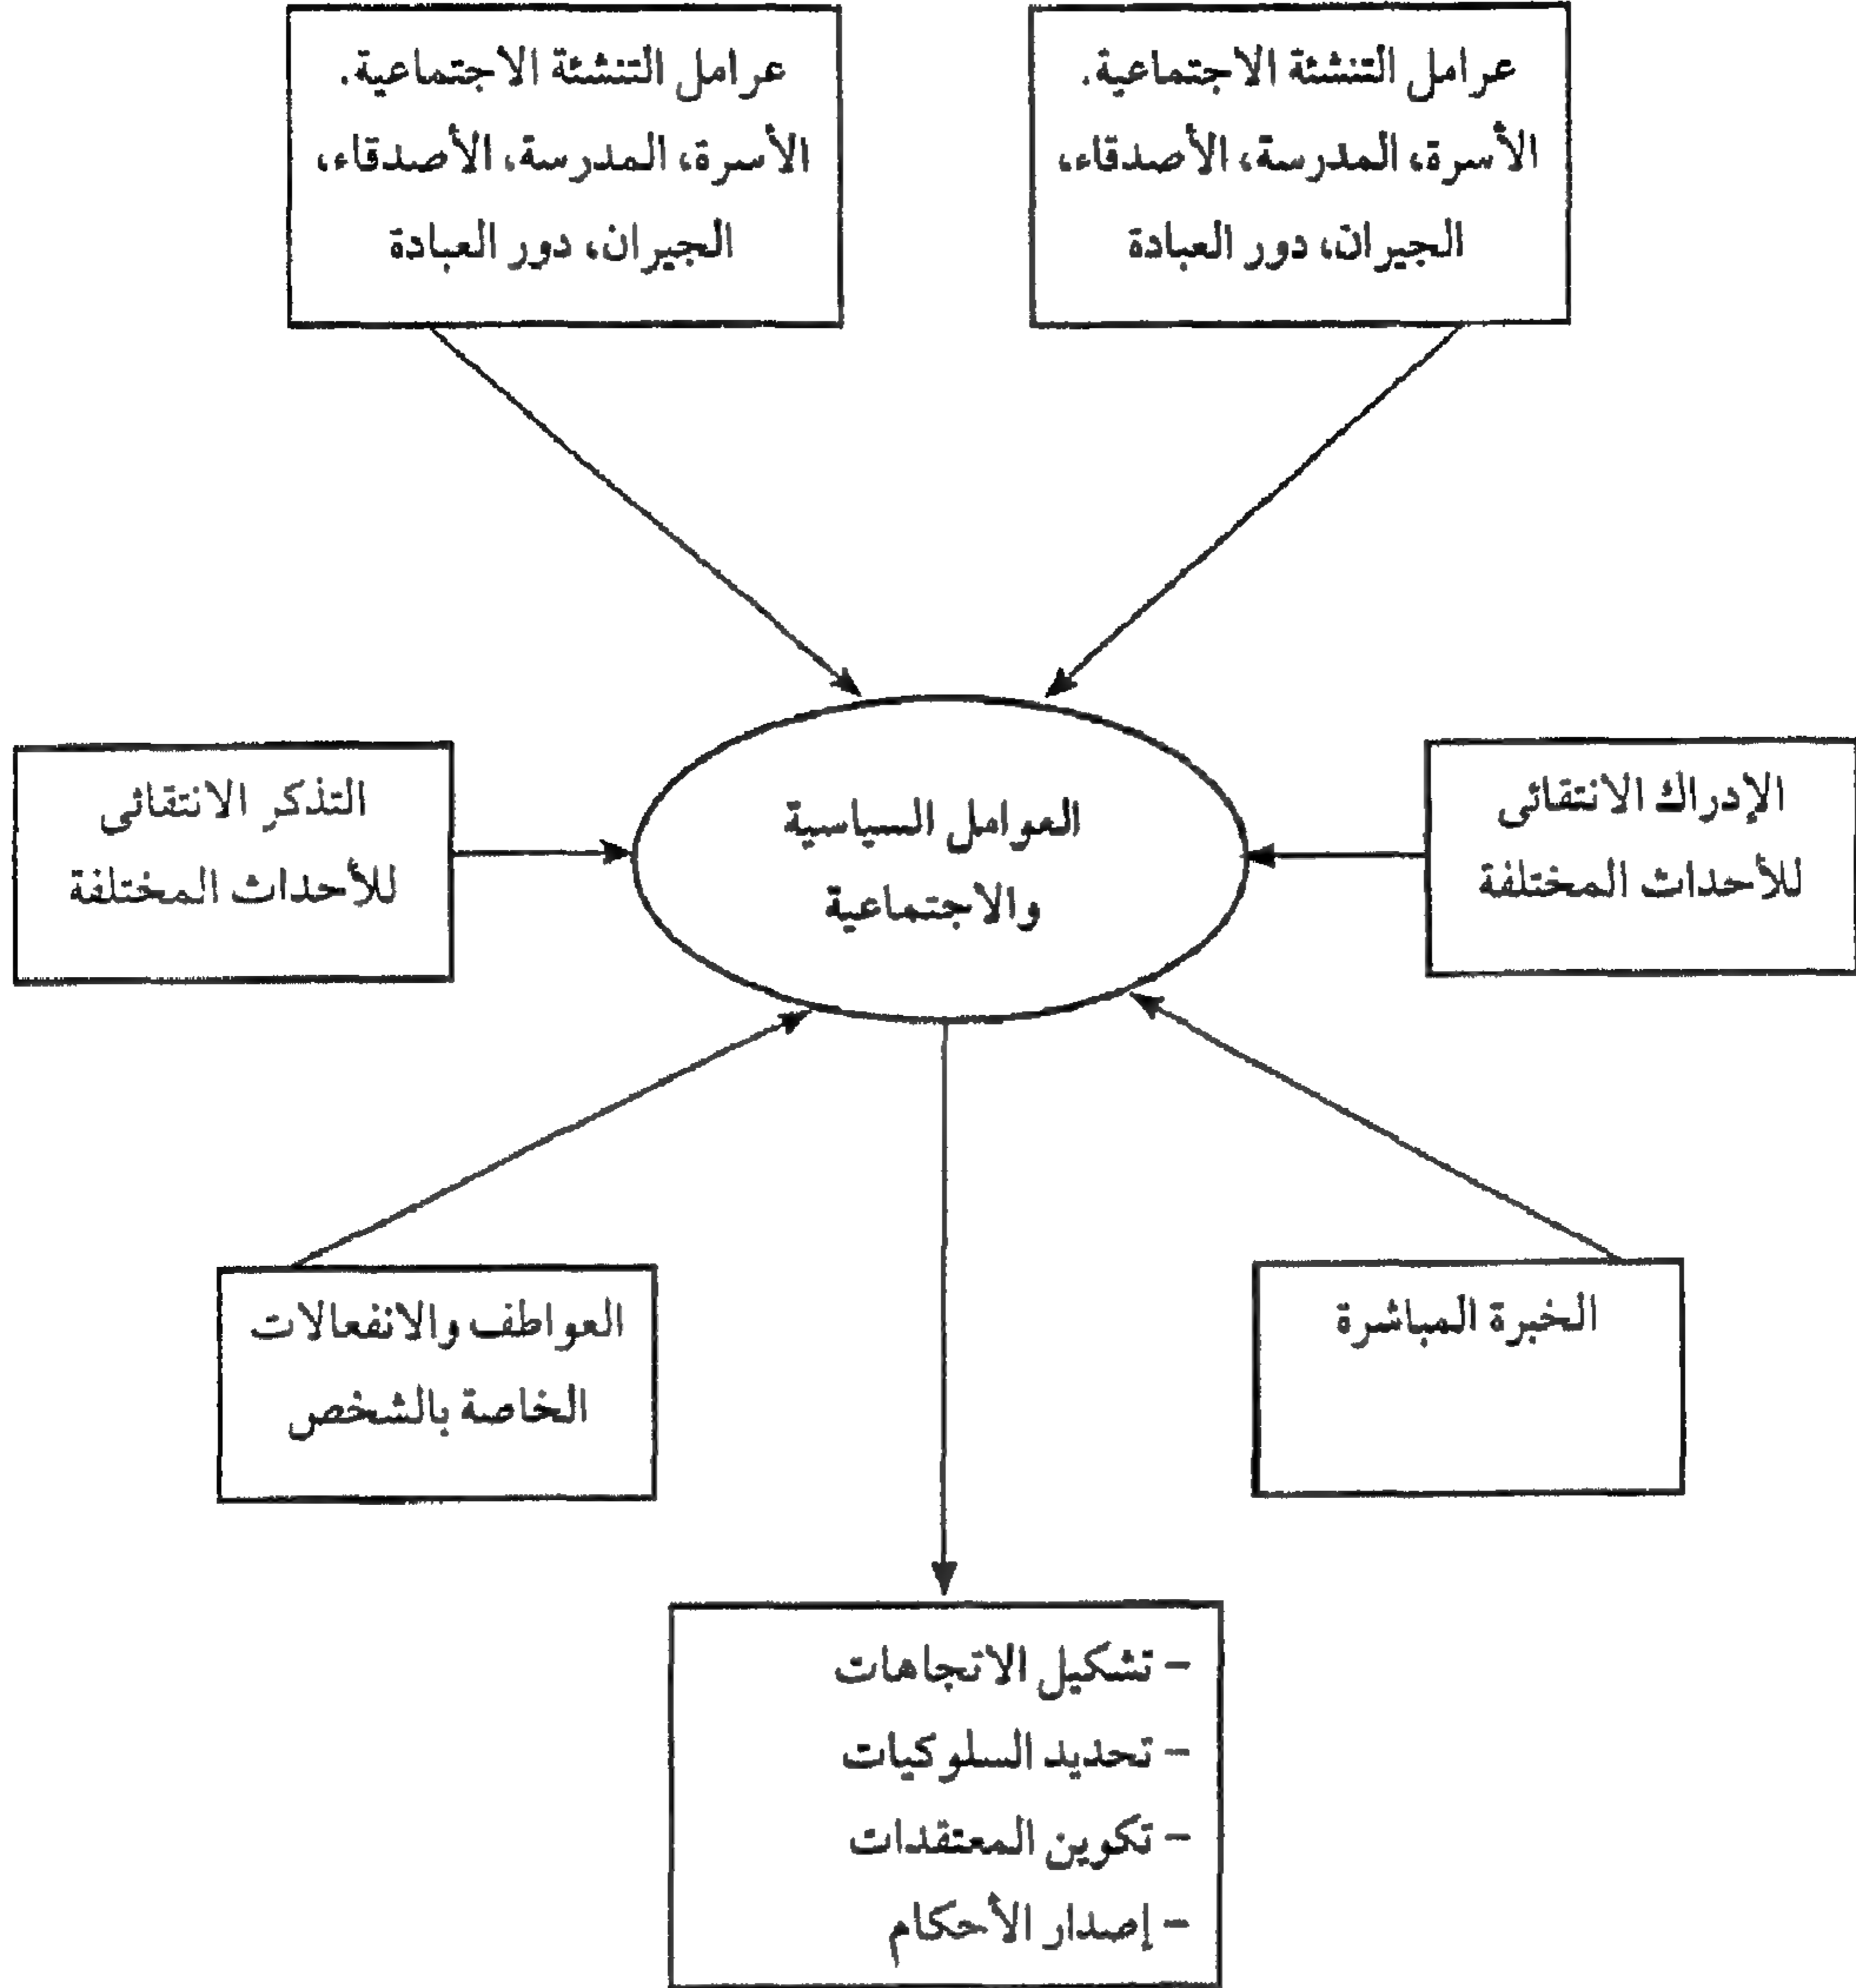 عوامل التنشئة الاجتماعية.
الأسرة، المدرسة، الأصدقاء،
الجيران، دور العبادة
عوامل التنشئة الاجتماعية.
الأسرة، المدرسة، الأصدقاء،
الجيران، دور العبادة
الإدراك الانتقائى
للأحداث المختلفة
العوامل السياسية
والاجتماعية
التذكر الانتقائى
للأحداث المختلفة
الخبرة المباشرة
العواطف والانفعالات
الخاصة بالشخص
- تشكيل الاتجاهات
- تحديد السلوكيات
- تكوين المعتقدات
- إصدار الأحكام